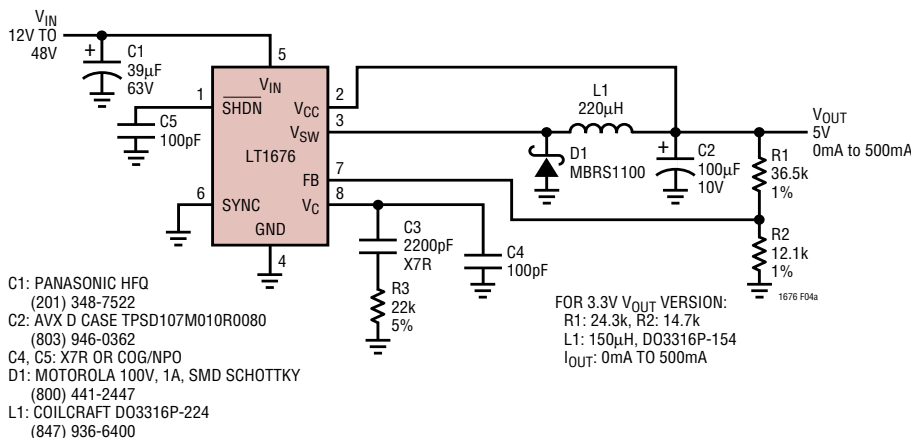 VIN
12V TO
48V
+
C1
39µF
63V
5
VIN
1
SHDN
VCC
2
C5
100pF
VSW
3
LT1676
L1
220µH
VOUT
5V
0mA to 500mA
D1
MBRS1100
+
C2
100µF
10V
R1
36.5k
1%
FB
7
6
SYNC
VC
8
GND
4
C3
2200pF
X7R
C4
100pF
R2
12.1k
1%
R3
22k
5%
1676 F04a
C1: PANASONIC HFQ
(201) 348-7522
C2: AVX D CASE TPSD107M010R0080
(803) 946-0362
C4, C5: X7R OR COG/NPO
D1: MOTOROLA 100V, 1A, SMD SCHOTTKY
(800) 441-2447
L1: COILCRAFT DO3316P-224
(847) 936-6400
FOR 3.3V VOUT VERSION:
R1: 24.3k, R2: 14.7k
L1: 150µH, DO3316P-154
IOUT: 0mA TO 500mA